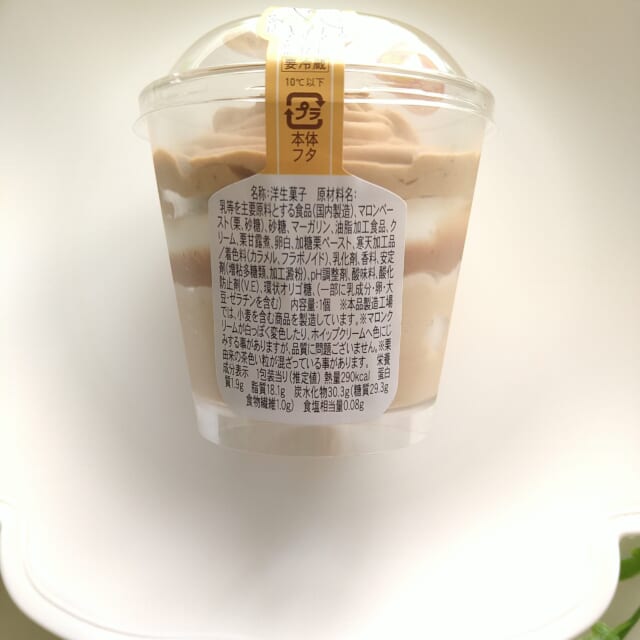 要冷蔵
10℃以下
プラ
本体
フタ
名称:洋生菓子 原材料名:
乳等を主要原料とする食品(国内製造)、マロンペー
スト(栗、砂糖)、砂糖、マーガリン、油脂加工食品、ク
リーム、栗甘露煮、卵白、加糖栗ペースト、寒天加工品
/着色料(カラメル、フラボノイド)、乳化剤、香料、安定
剤(増粘多糖類、加工澱粉)、pH調整剤、酸味料、酸化
防止剤(V.E)、環状オリゴ糖、(一部に乳成分・卵・大
豆・ゼラチンを含む) 内容量:1個 ※本品製造工場
では、小麦を含む商品を製造しています。※マロンク
リームが白っぽく変色したり、ホイップクリームへ色にじ
みする事がありますが、品質に問題ございません。※栗
由来の茶色い粒が混ざっている事があります。 栄養
成分表示 1包装当り(推定値) 熱量290kcal 蛋白
質1.9g 脂質18.1g 炭水化物30.3g(糖質29.3g
食物繊維1.0g) 食塩相当量0.08g